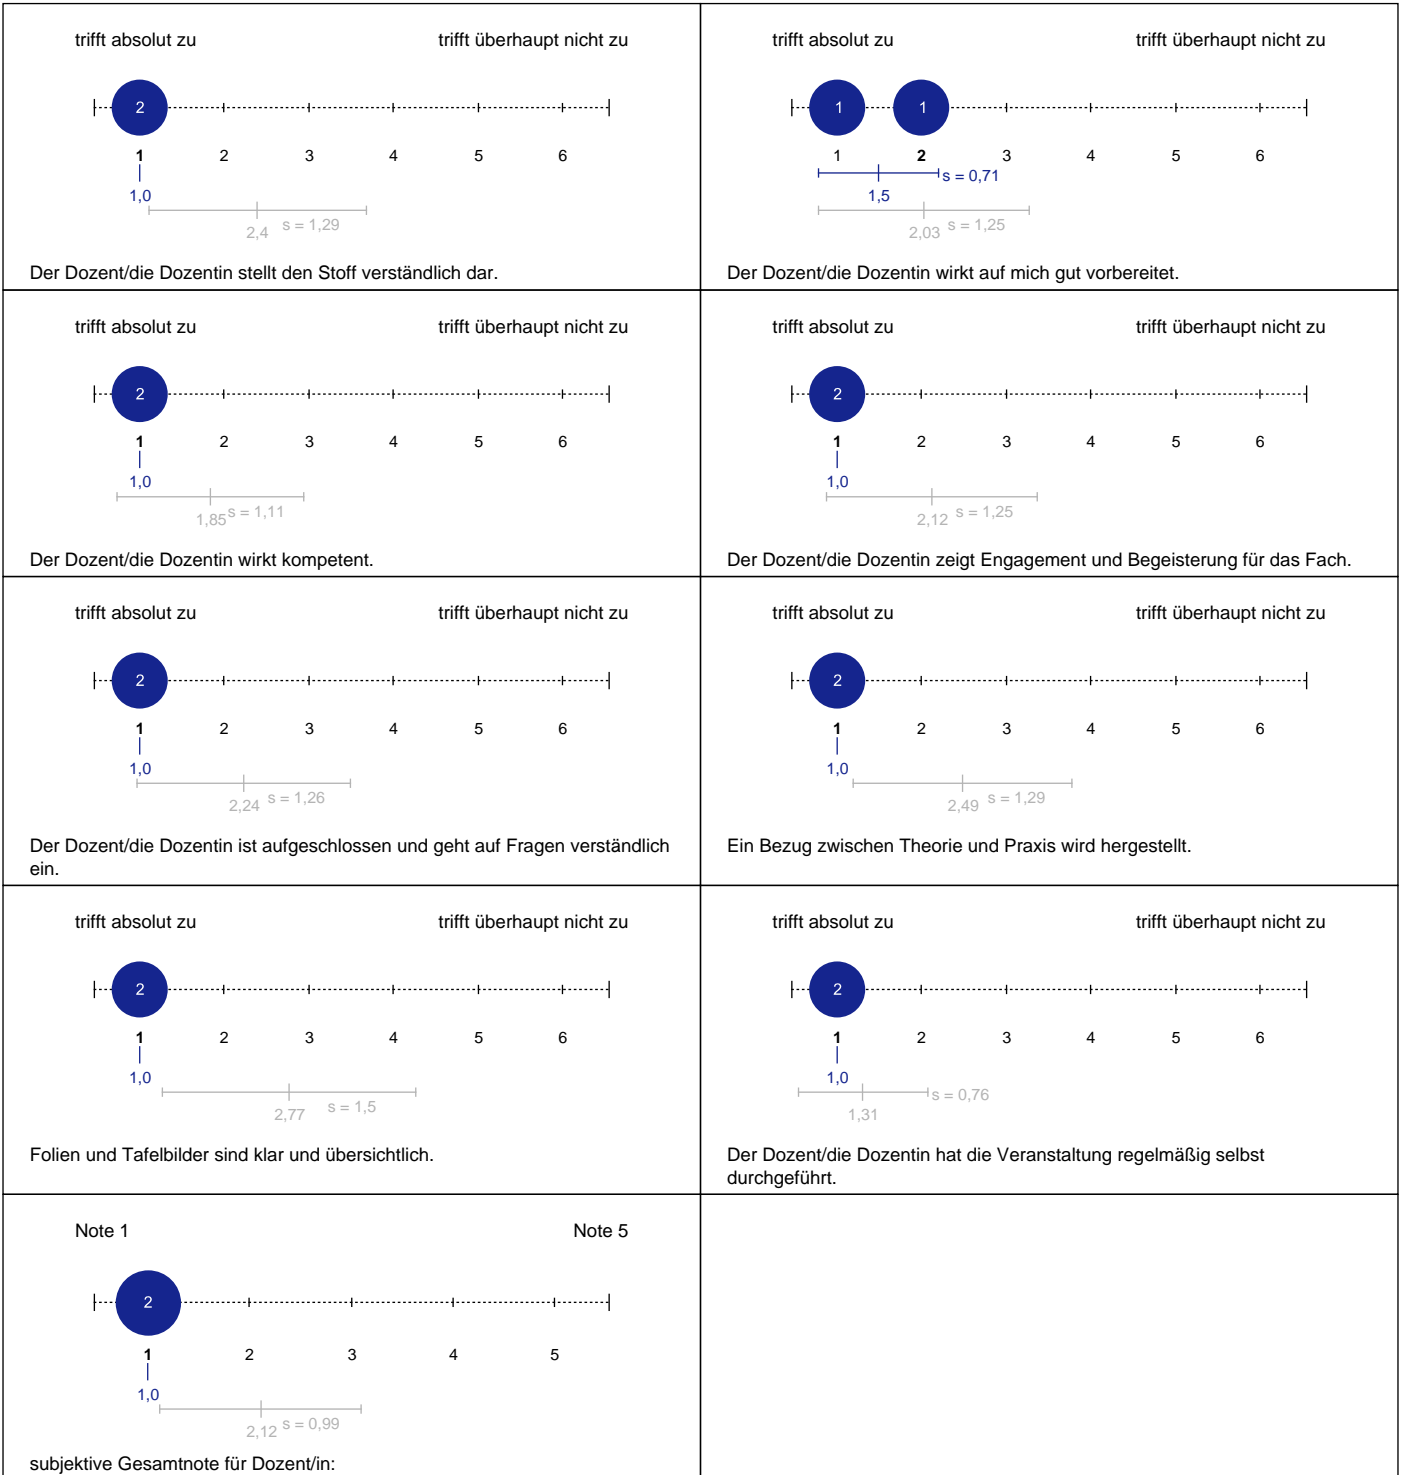 trifft absolut zu trifft überhaupt nicht zu
2
1 2 3 4 5 6
1,0
2,4 s = 1,29
Der Dozent/die Dozentin stellt den Stoff verständlich dar.
trifft absolut zu trifft überhaupt nicht zu
1 1
1 2 3 4 5 6
s = 0,71
1,5
2,03 s = 1,25
Der Dozent/die Dozentin wirkt auf mich gut vorbereitet.
trifft absolut zu trifft überhaupt nicht zu
2
1 2 3 4 5 6
1,0
1,85 s = 1,11
Der Dozent/die Dozentin wirkt kompetent.
trifft absolut zu trifft überhaupt nicht zu
2
1 2 3 4 5 6
1,0
2,12 s = 1,25
Der Dozent/die Dozentin zeigt Engagement und Begeisterung für das Fach.
trifft absolut zu trifft überhaupt nicht zu
2
1 2 3 4 5 6
1,0
2,24 s = 1,26
Der Dozent/die Dozentin ist aufgeschlossen und geht auf Fragen verständlich
ein.
trifft absolut zu trifft überhaupt nicht zu
2
1 2 3 4 5 6
1,0
2,49 s = 1,29
Ein Bezug zwischen Theorie und Praxis wird hergestellt.
trifft absolut zu trifft überhaupt nicht zu
2
1 2 3 4 5 6
1,0
2,77 s = 1,5
Folien und Tafelbilder sind klar und übersichtlich.
trifft absolut zu trifft überhaupt nicht zu
2
1 2 3 4 5 6
1,0
1,31 s = 0,76
Der Dozent/die Dozentin hat die Veranstaltung regelmäßig selbst
durchgeführt.
Note 1 Note 5
2
1 2 3 4 5
1,0
2,12 s = 0,99
subjektive Gesamtnote für Dozent/in: